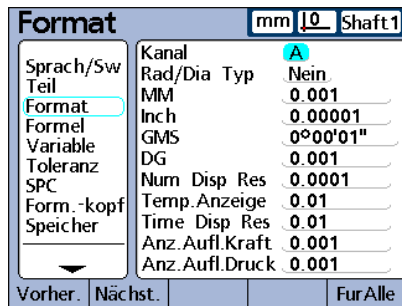 Format
mm
0
Shaft1
Sprach/Sw
Teil
Format
Formel
Variable
Toleranz
SPC
Form.-kopf
Speicher
Kanal A
Rad/Dia Typ Nein
MM 0.001
Inch 0.00001
GMS 0°00'01"
DG 0.001
Num Disp Res 0.0001
Temp.Anzeige 0.01
Time Disp Res 0.01
Anz.Aufl.Kraft 0.001
Anz.Aufl.Druck 0.001
Vorher.
Nächst.
FurAlle